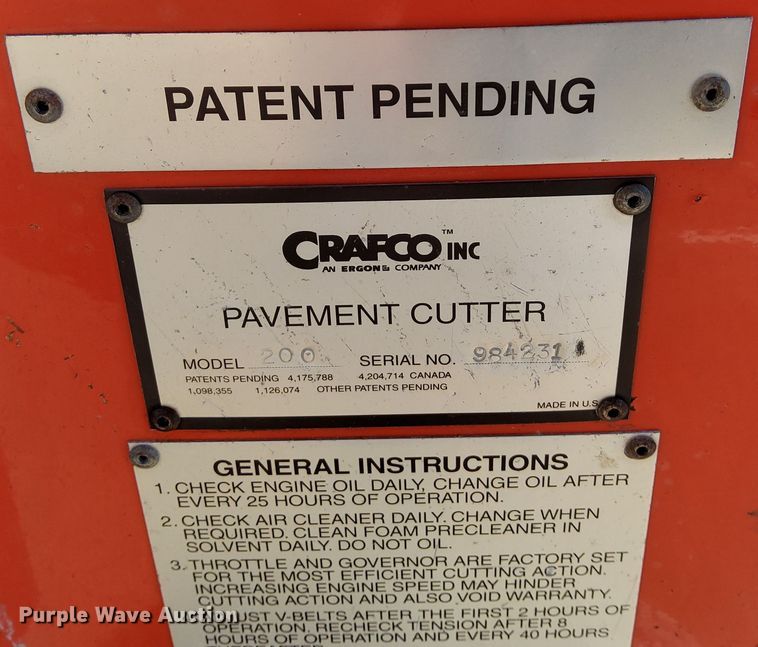 PATENT PENDING
CRAFCO™ INC
AN ERGON COMPANY
PAVEMENT CUTTER
MODEL 200 SERIAL NO. 984231
PATENTS PENDING 4,175,788 4,204,714 CANADA
1,098,355 1,126,074 OTHER PATENTS PENDING
MADE IN U.S.
GENERAL INSTRUCTIONS
1. CHECK ENGINE OIL DAILY, CHANGE OIL AFTER
EVERY 25 HOURS OF OPERATION.
2. CHECK AIR CLEANER DAILY. CHANGE WHEN
REQUIRED. CLEAN FOAM PRECLEANER IN
SOLVENT DAILY. DO NOT OIL.
3. THROTTLE AND GOVERNOR ARE FACTORY SET
FOR THE MOST EFFICIENT CUTTING ACTION.
INCREASING ENGINE SPEED MAY HINDER
CUTTING ACTION AND ALSO VOID WARRANTY.
V-BELTS AFTER THE FIRST 2 HOURS OF
OPERATION. RECHECK TENSION AFTER 8
HOURS OF OPERATION AND EVERY 40 HOURS
Purple Wave Auction